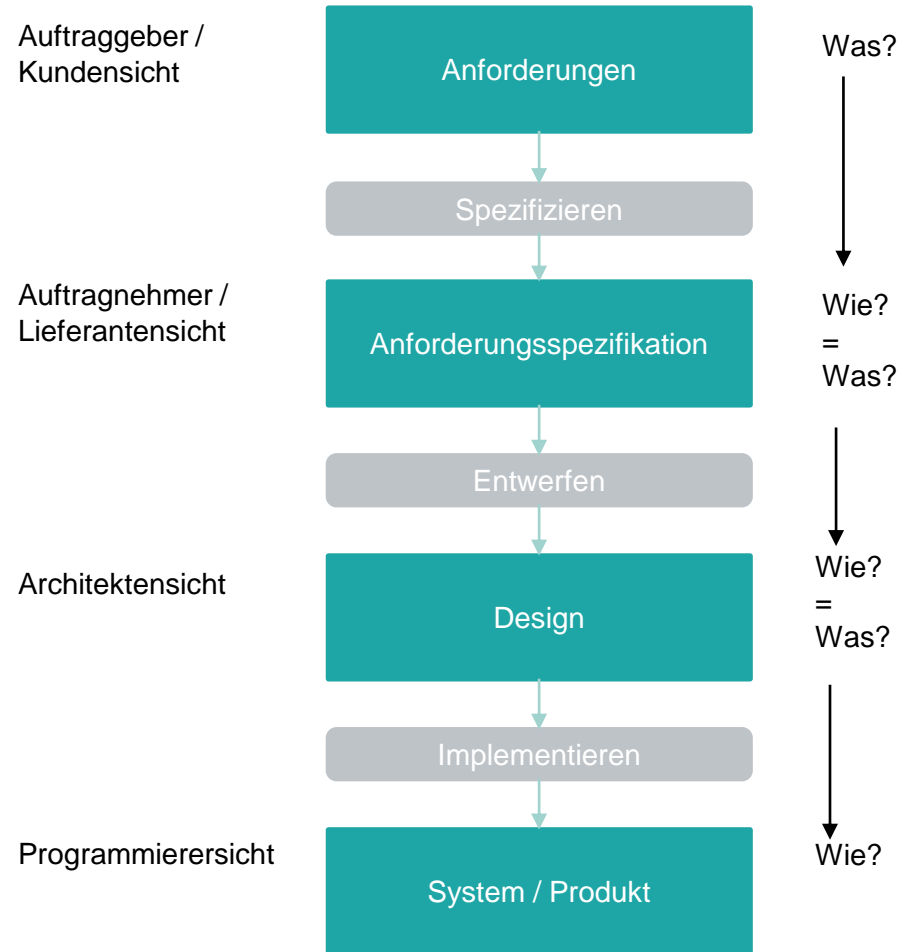 Auftraggeber /
Kundensicht
Anforderungen
Was?
Spezifizieren
Auftragnehmer /
Lieferantensicht
Anforderungsspezifikation
Wie?
=
Was?
Entwerfen
Architektensicht
Design
Wie?
=
Was?
Implementieren
Programmierersicht
System / Produkt
Wie?